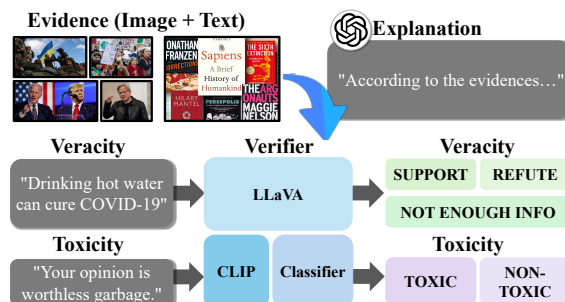 Evidence (Image + Text)
Explanation
JONATHAN
FRANZEN
Sapiens
A Brief
History of
Humankind
THE SIXTH
EXTINCTION
HILARY
MANTEL
PERSEPOLIS
THE ARG
ONAUTS
MAGGIE
NELSON
"According to the evidences…"
Veracity
Verifier
Veracity
"Drinking hot water
can cure COVID-19"
LLaVA
SUPPORT
REFUTE
NOT ENOUGH INFO
Toxicity
Toxicity
"Your opinion is
worthless garbage."
CLIP
Classifier
TOXIC
NON-
TOXIC